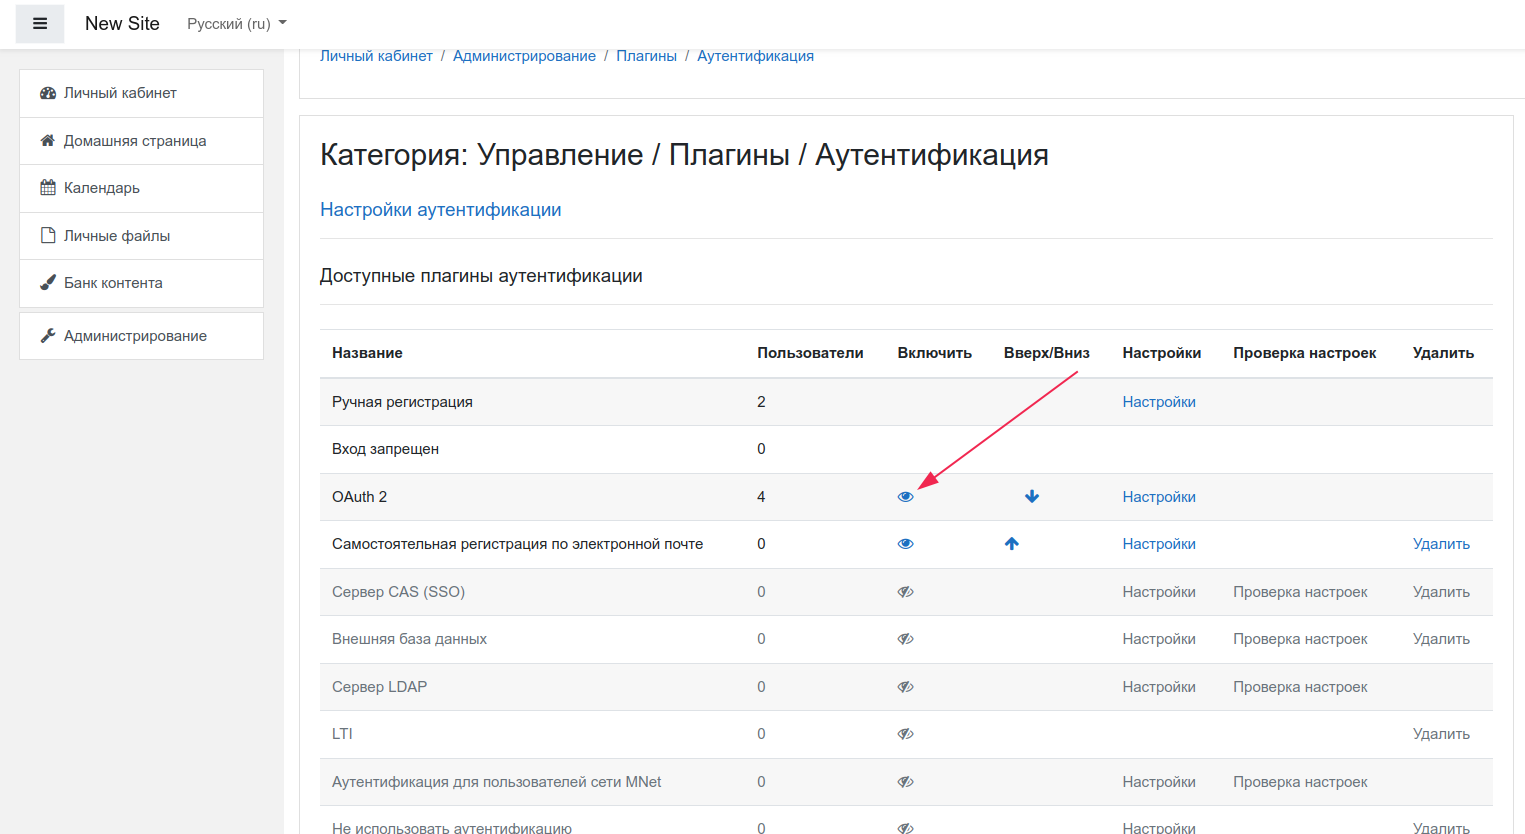 New Site Русский (ru)
Личный кабинет / Администрирование / Плагины / Аутентификация
Личный кабинет
Домашняя страница
Календарь
Личные файлы
Банк контента
Администрирование
Категория: Управление / Плагины / Аутентификация
Настройки аутентификации
Доступные плагины аутентификации
Название Пользователи Включить Вверх/Вниз Настройки Проверка настроек Удалить
Ручная регистрация 2 Настройки
Вход запрещен 0
OAuth 2 4 Настройки
Самостоятельная регистрация по электронной почте 0 Настройки Удалить
Сервер CAS (SSO) 0 Настройки Проверка настроек Удалить
Внешняя база данных 0 Настройки Проверка настроек Удалить
Сервер LDAP 0 Настройки Проверка настроек
LTI 0 Удалить
Аутентификация для пользователей сети MNet 0 Настройки Проверка настроек
Не использовать аутентификацию 0 Настройки Удалить